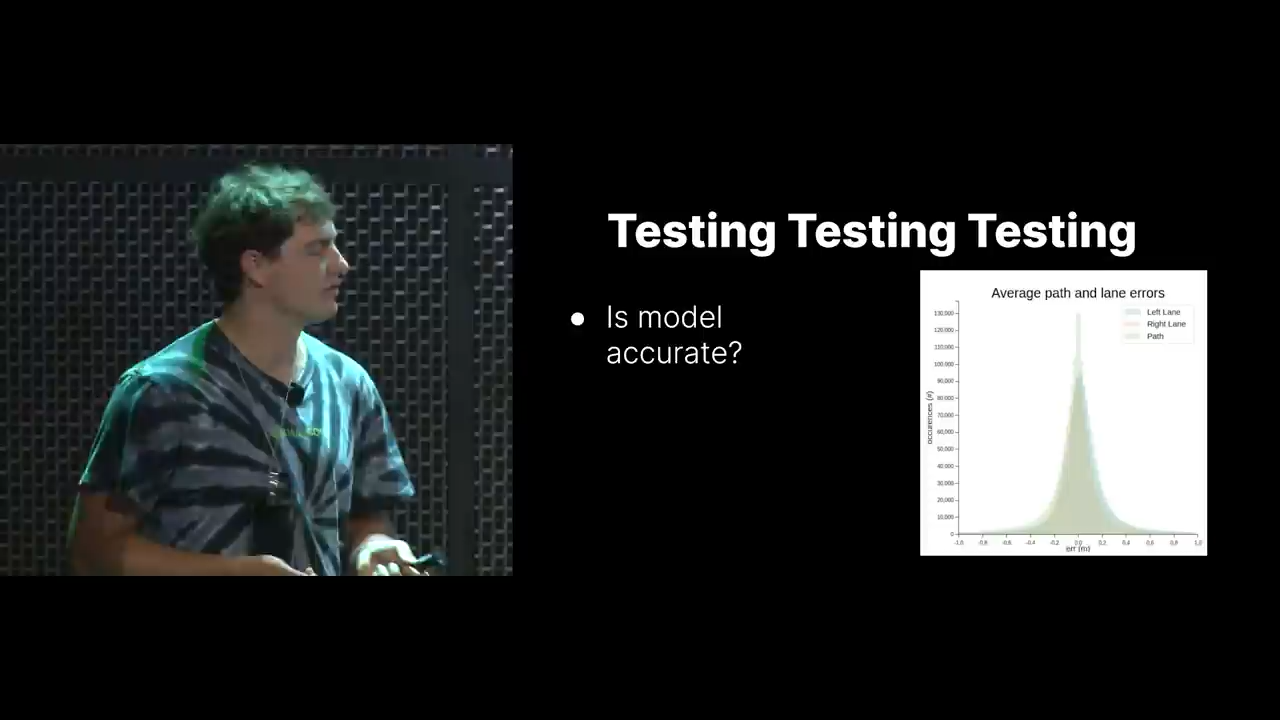 Testing Testing Testing
● Is model
accurate?
Average path and lane errors
Left Lane
Right Lane
Path
130,000
120,000
110,000
100,000
90,000
80,000
70,000
60,000
50,000
40,000
30,000
20,000
10,000
0
occurences (#)
-1.0 -0.8 -0.6 -0.4 -0.2 0.0 0.2 0.4 0.6 0.8 1.0
err (m)